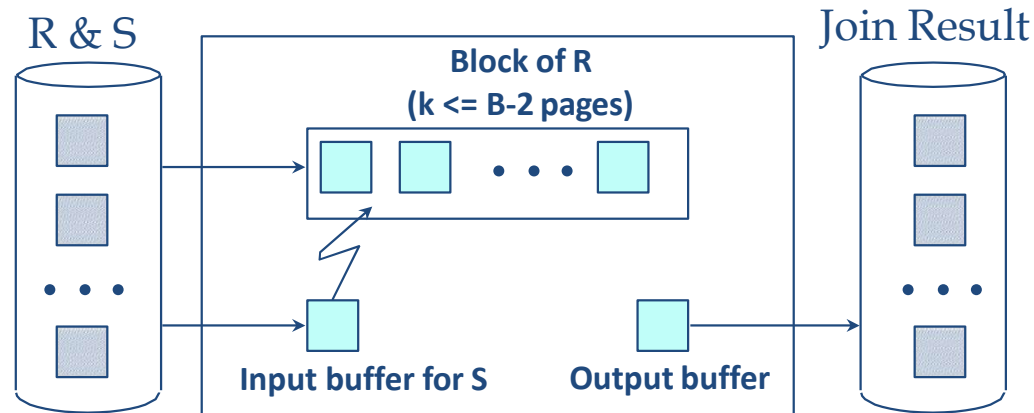 R & S
Join Result
Block of R
(k <= B-2 pages)
• • •
• • •
• • •
Input buffer for S
Output buffer